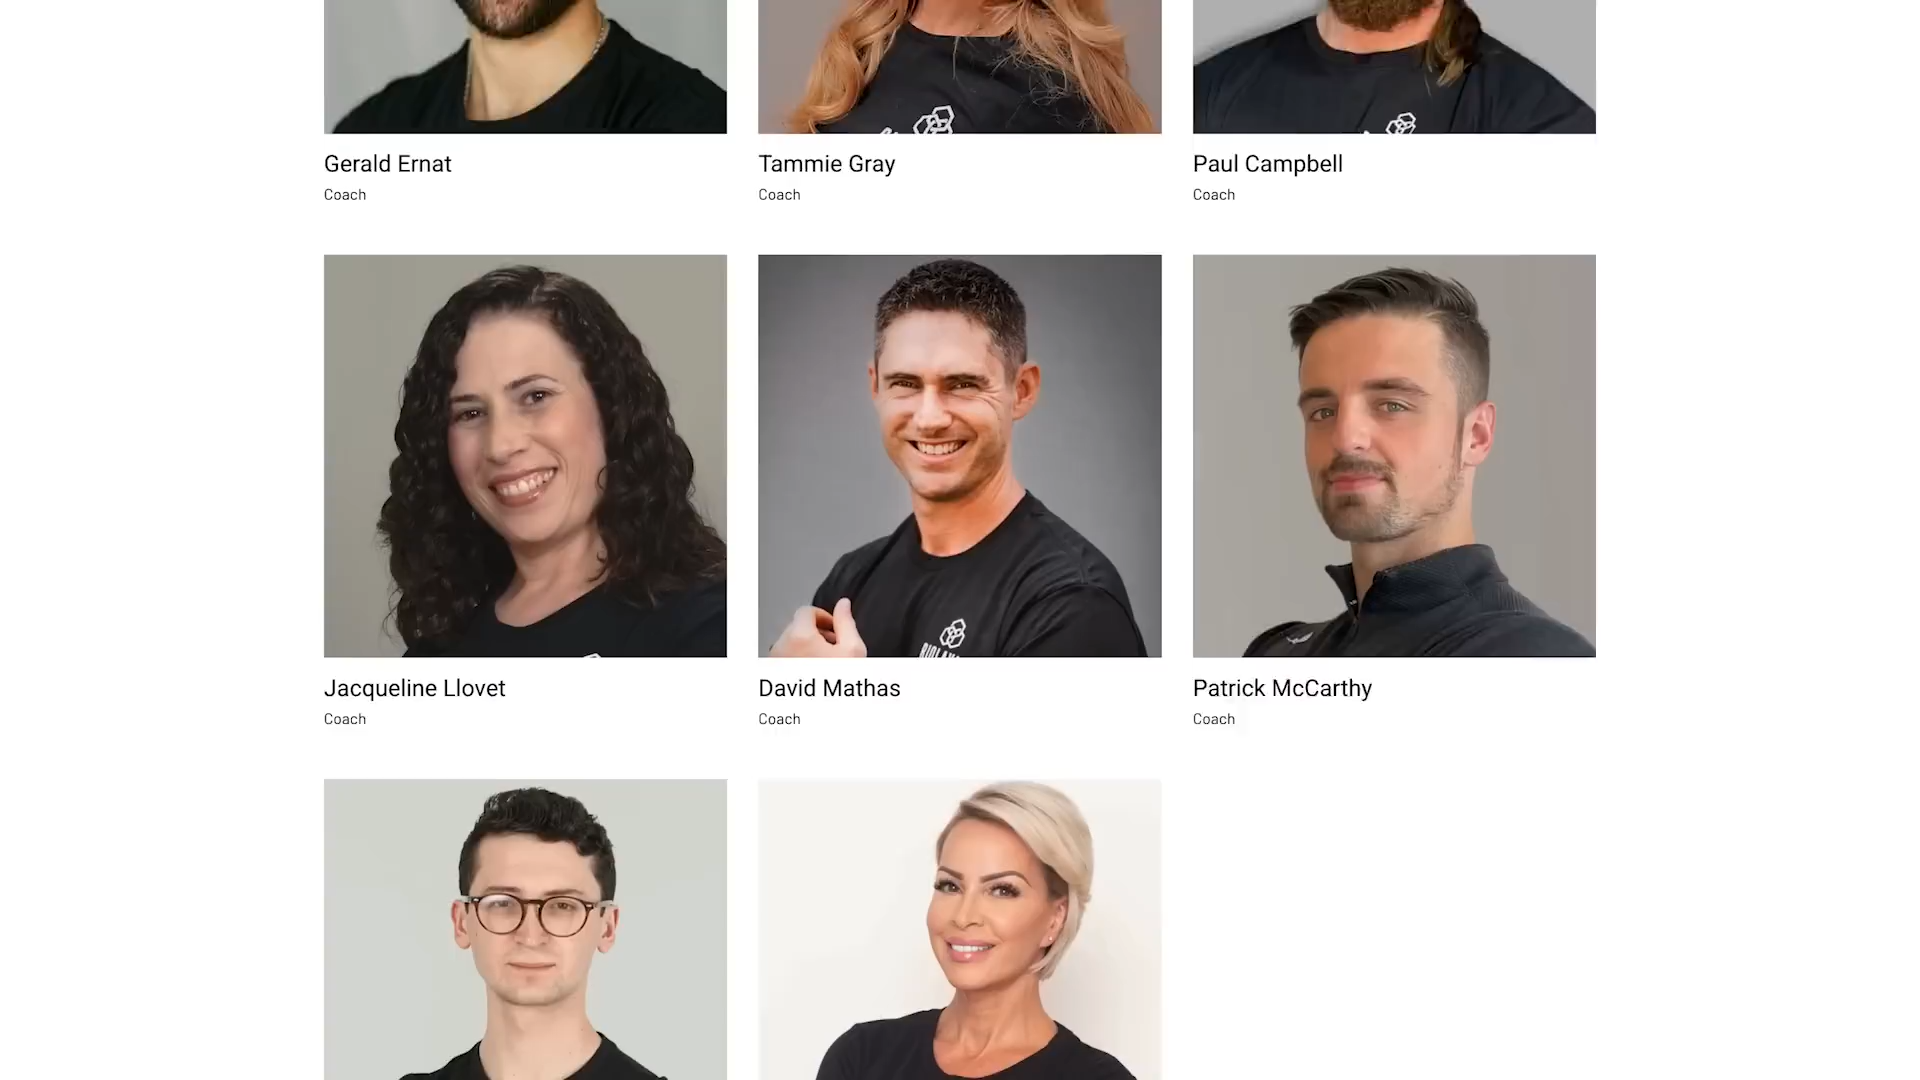 Gerald Ernat
Coach
Tammie Gray
Coach
Paul Campbell
Coach
Jacqueline Llovet
Coach
David Mathas
Coach
Patrick McCarthy
Coach